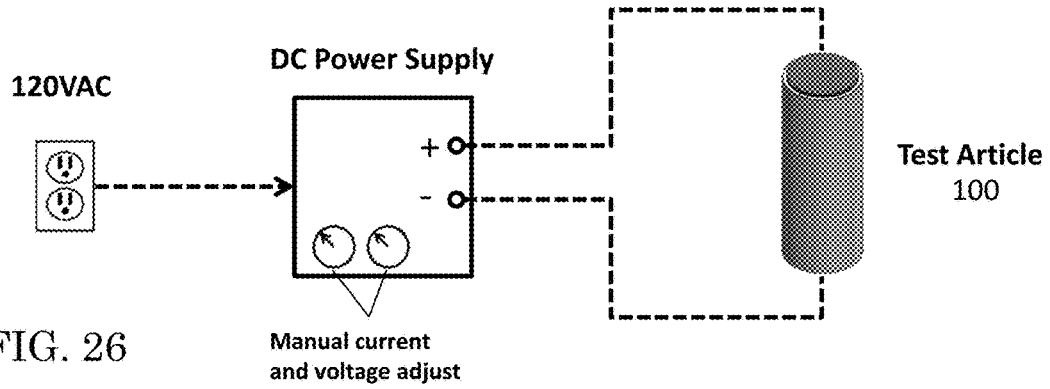 120VAC
DC Power Supply
+
-
Test Article
100
Manual current
and voltage adjust
FIG. 26